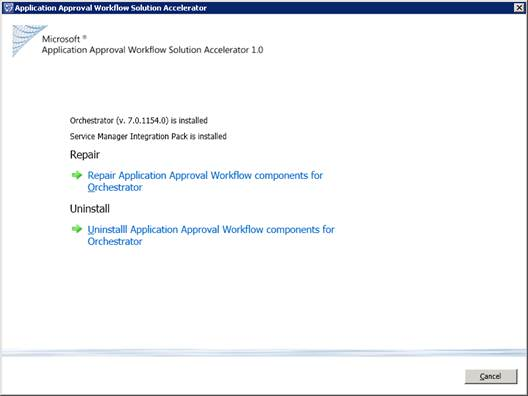 Application Approval Workflow Solution Accelerator
Microsoft ®
Application Approval Workflow Solution Accelerator 1.0
Orchestrator (v. 7.0.1154.0) is installed
Service Manager Integration Pack is installed
Repair
Repair Application Approval Workflow components for
Orchestrator
Uninstall
Uninstalll Application Approval Workflow components for
Orchestrator
Cancel